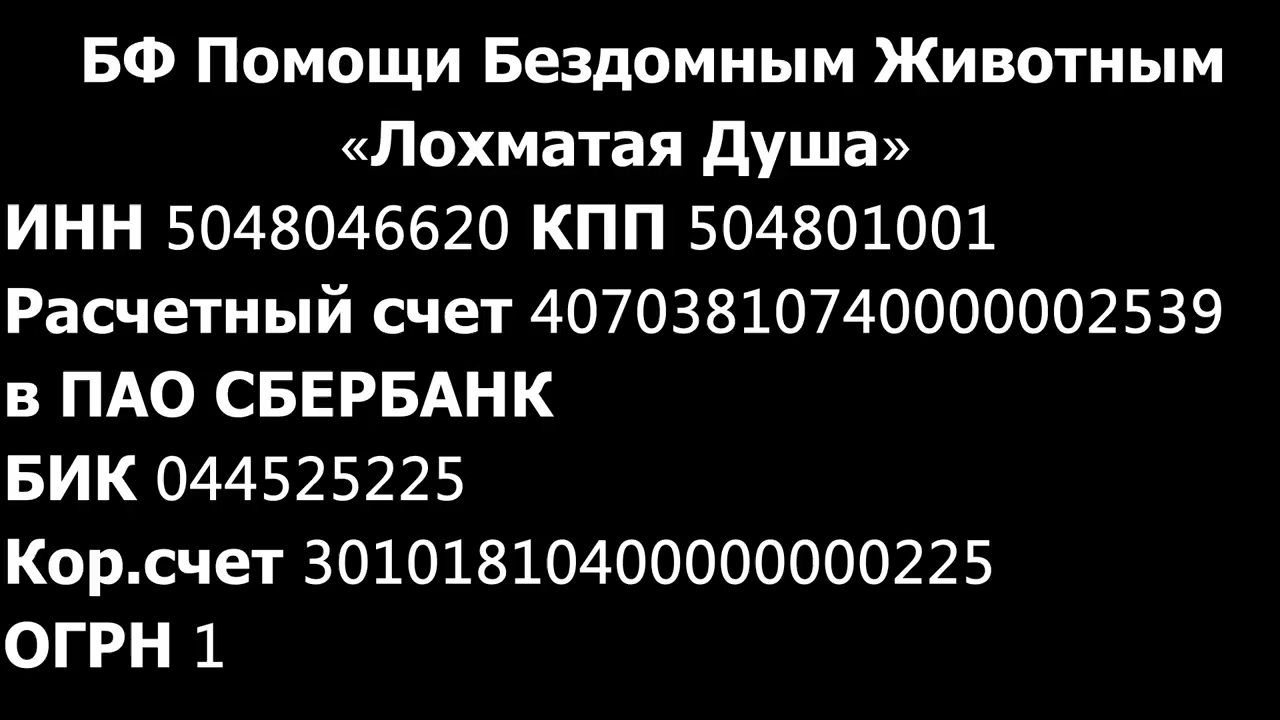 БФ Помощи Бездомным Животным
«Лохматая Душа»
ИНН 5048046620 КПП 504801001
Расчетный счет 40703810740000002539
в ПАО СБЕРБАНК
БИК 044525225
Кор.счет 30101810400000000225
ОГРН 1